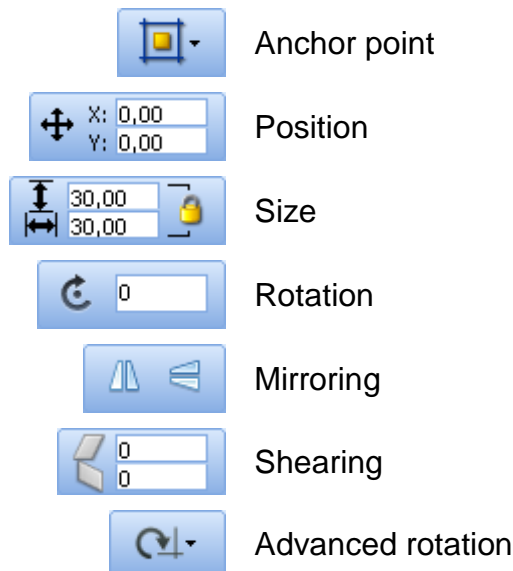 Anchor point
X: 0,00
Y: 0,00
Position
30,00
30,00
Size
0
Rotation
Mirroring
0
0
Shearing
Advanced rotation